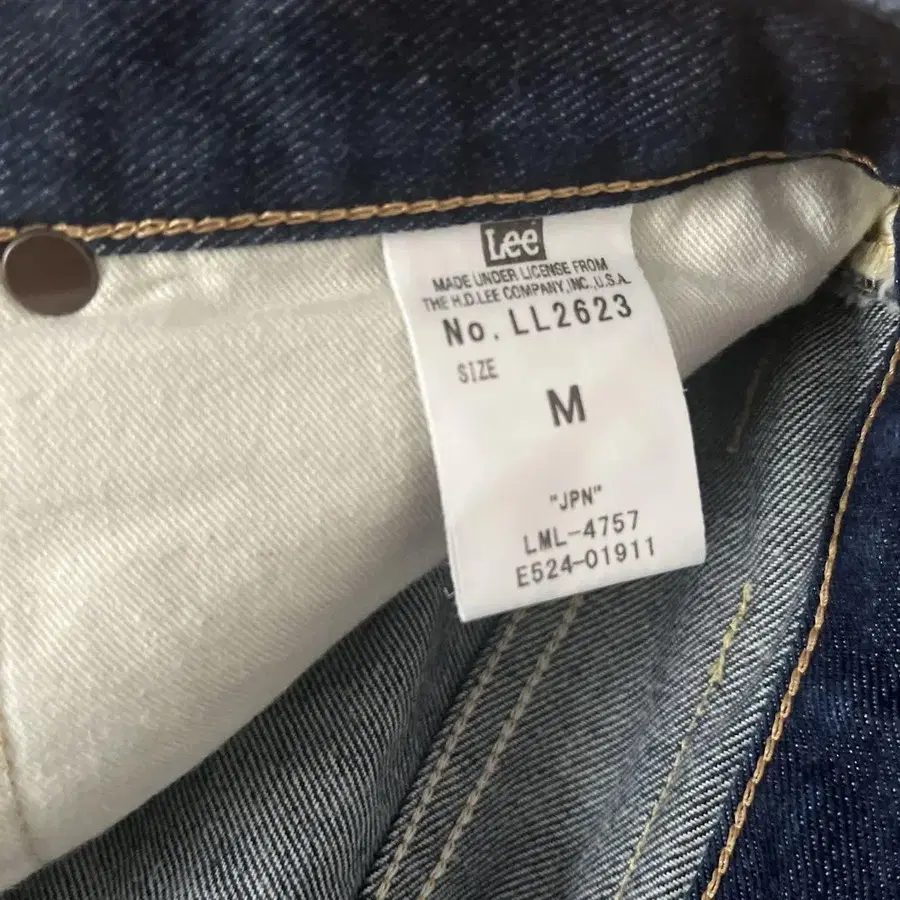 Lee
MADE UNDER LICENSE FROM
THE H.D.LEE COMPANY,INC.,U.S.A.
No. LL2623
SIZE
M
"JPN"
LML-4757
E524-01911